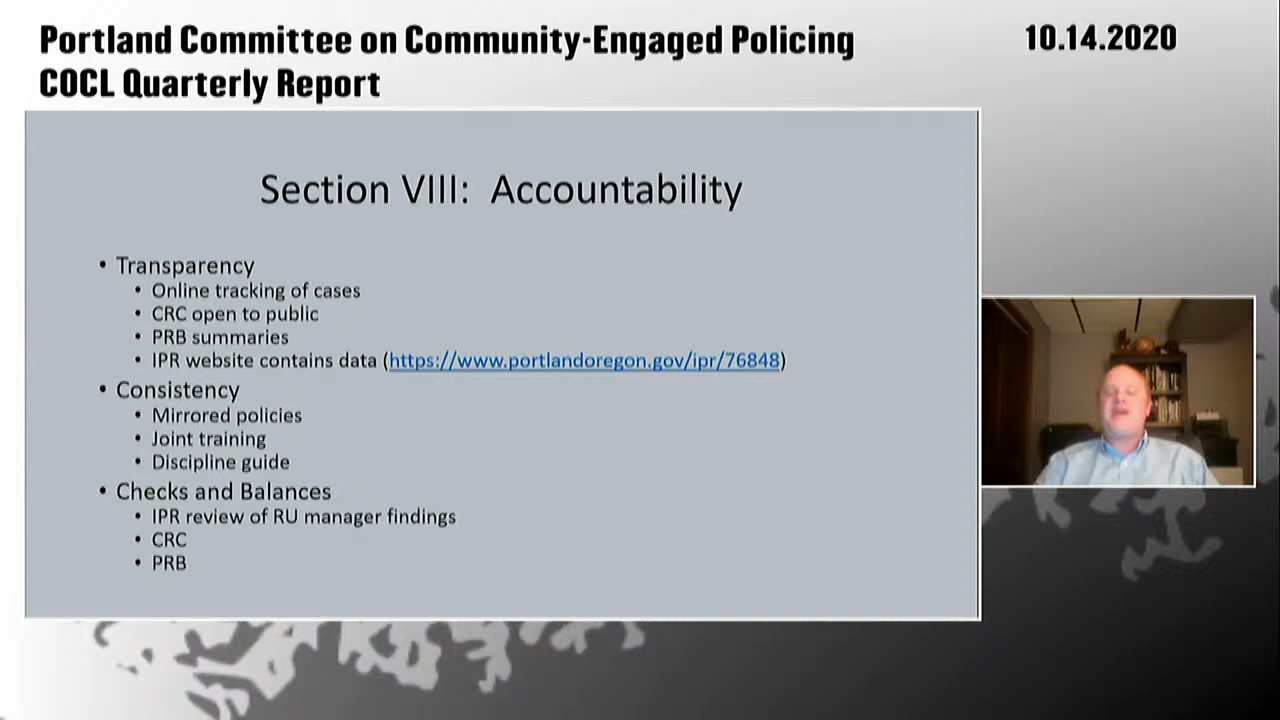 Portland Committee on Community-Engaged Policing
COCL Quarterly Report
10.14.2020
Section VIII: Accountability
• Transparency
• Online tracking of cases
• CRC open to public
• PRB summaries
• IPR website contains data (https://www.portlandoregon.gov/ipr/76848)
• Consistency
• Mirrored policies
• Joint training
• Discipline guide
• Checks and Balances
• IPR review of RU manager findings
• CRC
• PRB